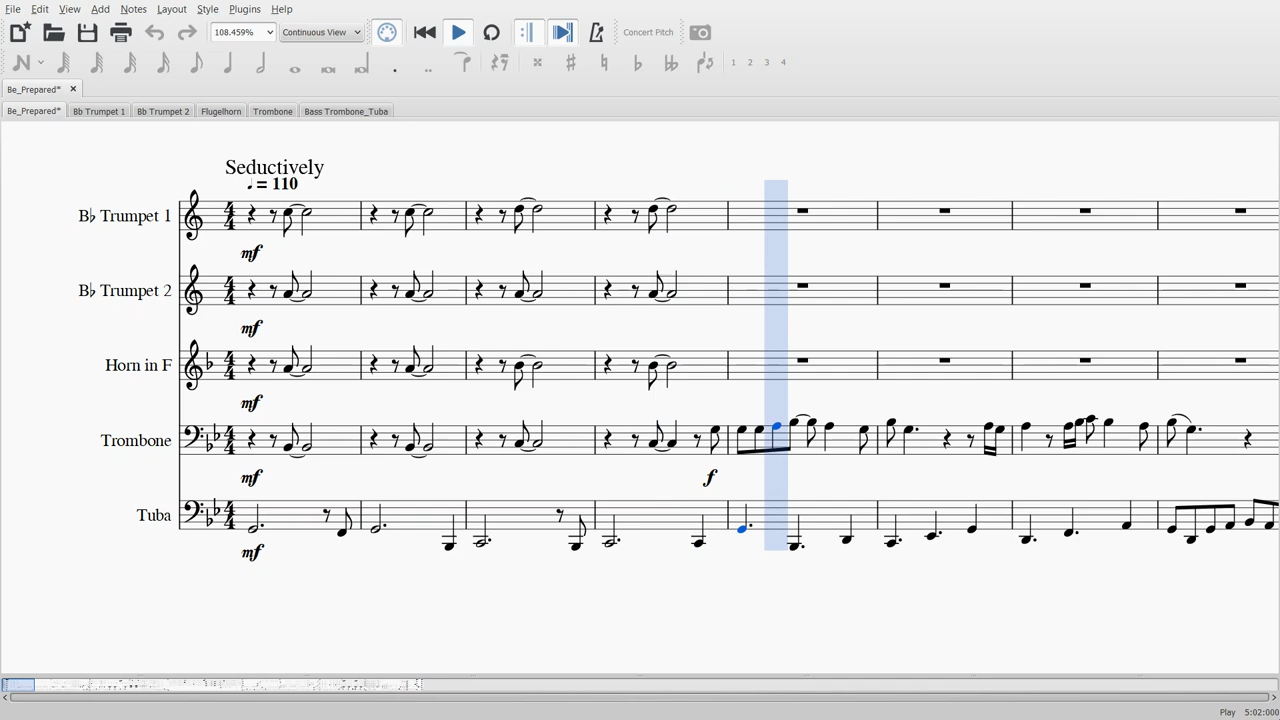 File Edit View Add Notes Layout Style Plugins Help
108.459% Continuous View Concert Pitch
1 2 3 4
Be_Prepared*
Be_Prepared* Bb Trumpet 1 Bb Trumpet 2 Flugelhorn Trombone Bass Trombone_Tuba
Seductively
♩ = 110
B♭ Trumpet 1
mf
B♭ Trumpet 2
mf
Horn in F
mf
Trombone
mf f
Tuba
mf
Play 5:02:000